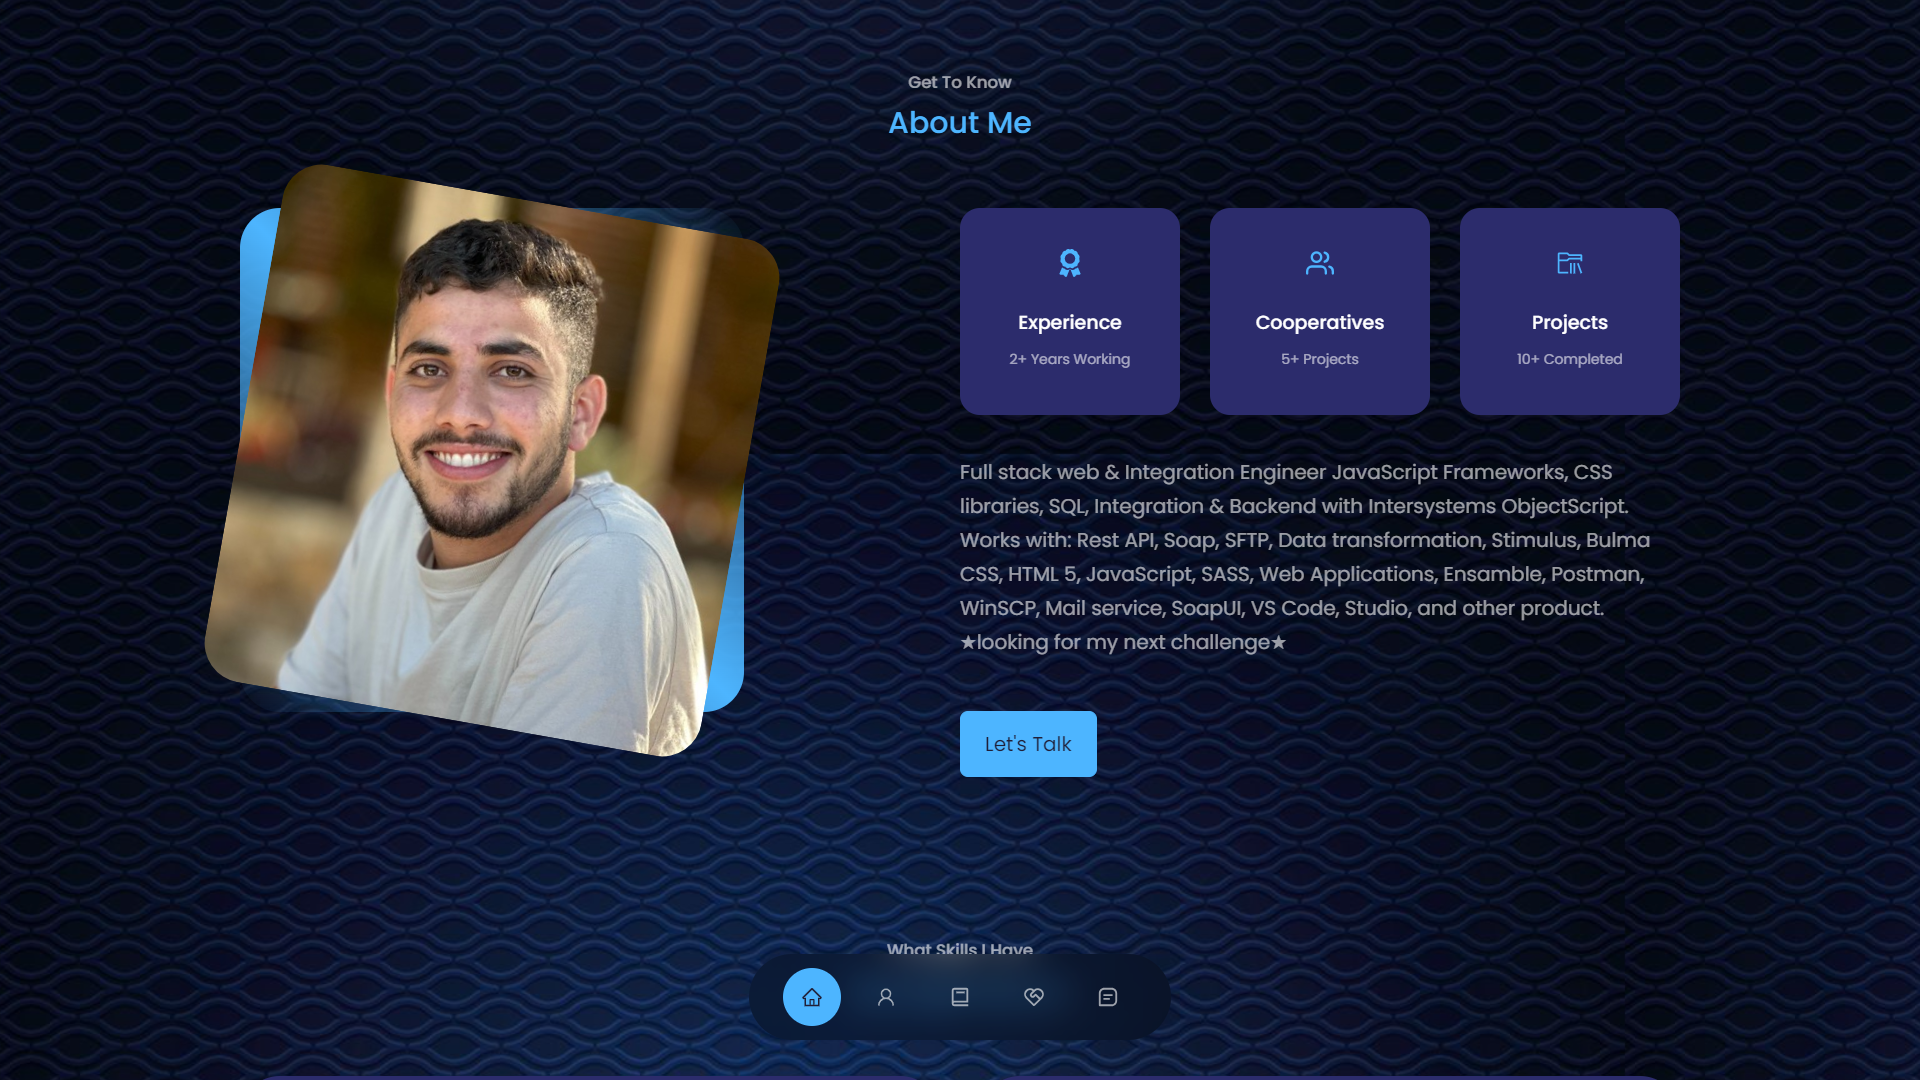 Get To Know
About Me
Experience
2+ Years Working
Cooperatives
5+ Projects
Projects
10+ Completed
Full stack web & Integration Engineer JavaScript Frameworks, CSS
libraries, SQL, Integration & Backend with Intersystems ObjectScript.
Works with: Rest API, Soap, SFTP, Data transformation, Stimulus, Bulma
CSS, HTML 5, JavaScript, SASS, Web Applications, Ensamble, Postman,
WinSCP, Mail service, SoapUI, VS Code, Studio, and other product.
★looking for my next challenge★
Let's Talk
What Skills I Have